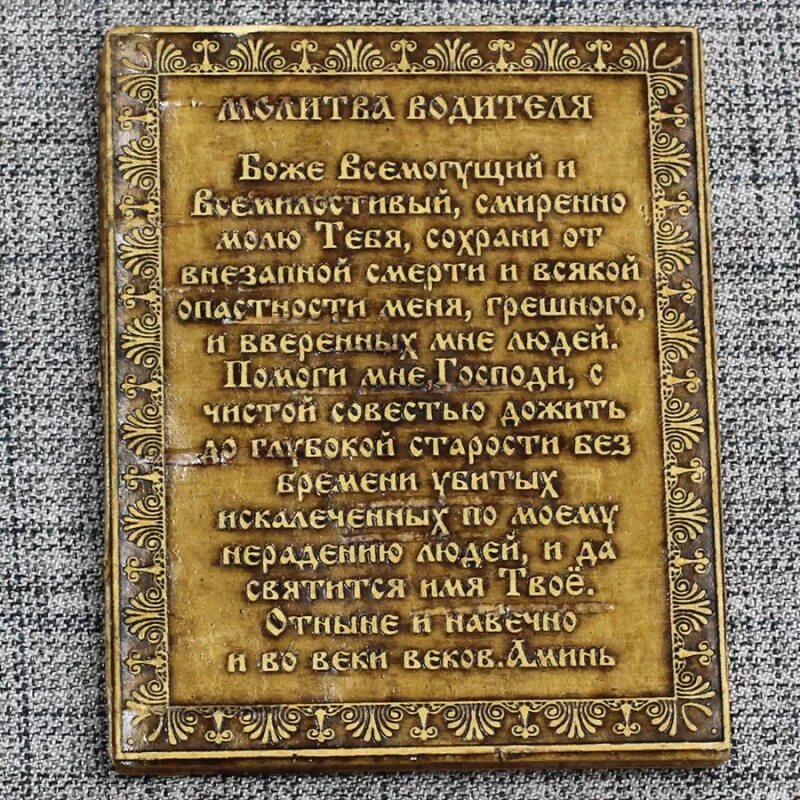 МОЛИТВА ВОДИТЕЛЯ
Боже Всемогущий и
Всемилостивый, смиренно
молю Тебя, сохрани от
внезапной смерти и всякой
опастности меня, грешного,
и вверенных мне людей.
Помоги мне,Господи, с
чистой совестью дожить
до глубокой старости без
времени убитых
искалеченных по моему
нерадению людей, и да
святится имя Твоё.
Отныне и навечно
и во веки веков.Аминь